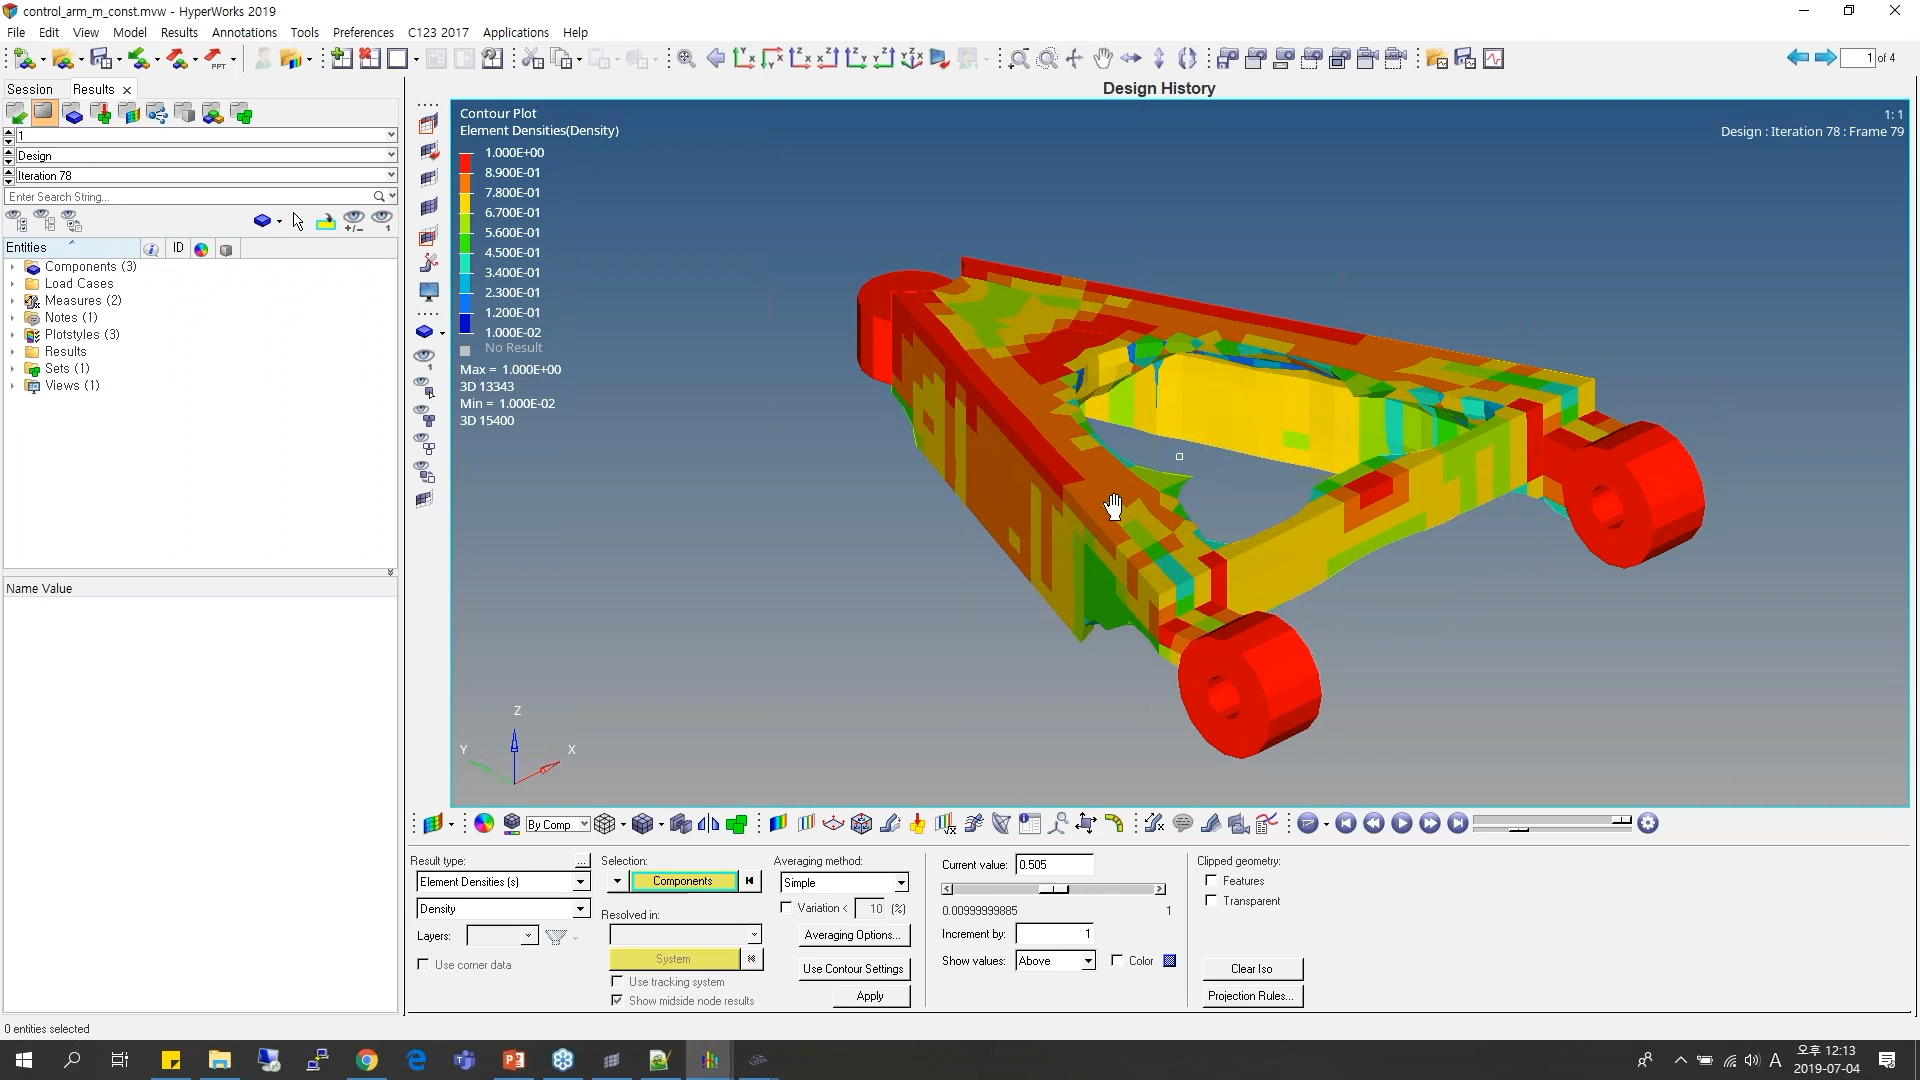 control_arm_m_const.mvw - HyperWorks 2019
File Edit View Model Results Annotations Tools Preferences C123 2017 Applications Help
1 of 4
Session Results
Design History
1
Design
Iteration 78
Enter Search String...
Entities ID
Components (3)
Load Cases
Measures (2)
Notes (1)
Plotstyles (3)
Results
Sets (1)
Views (1)
Name Value
Contour Plot
Element Densities(Density)
1.000E+00
8.900E-01
7.800E-01
6.700E-01
5.600E-01
4.500E-01
3.400E-01
2.300E-01
1.200E-01
1.000E-02
No Result
Max = 1.000E+00
3D 13343
Min = 1.000E-02
3D 15400
1: 1
Design : Iteration 78 : Frame 79
Z
Y
X
By Comp
Result type:
...
Element Densities (s)
Density
Layers:
Use corner data
Selection:
Components
Resolved in:
System
Use tracking system
Show midside node results
Averaging method:
Simple
Variation < 10 (%)
Averaging Options...
Use Contour Settings
Apply
Current value: 0.505
0.00999999885 1
Increment by: 1
Show values: Above Color
Clipped geometry:
Features
Transparent
Clear Iso
Projection Rules...
0 entities selected
A
오후 12:13
2019-07-04